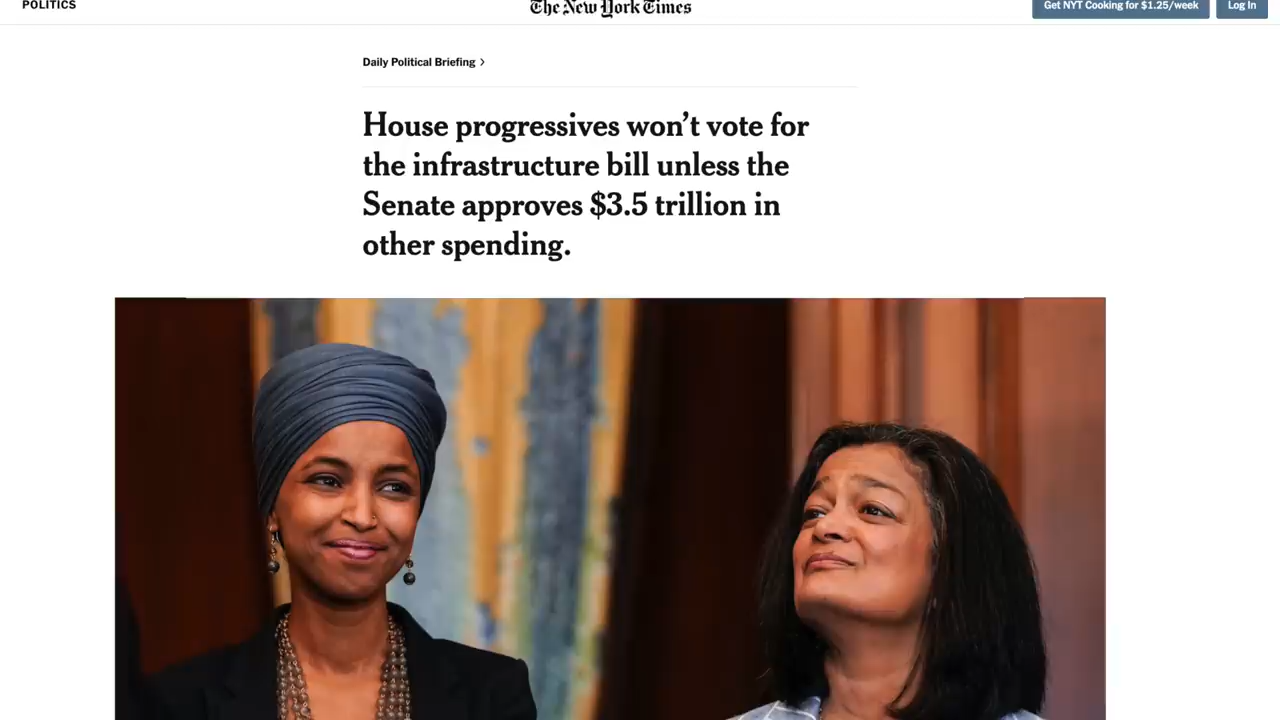 POLITICS
The New York Times
Get NYT Cooking for $1.25/week
Log In
Daily Political Briefing >
House progressives won’t vote for
the infrastructure bill unless the
Senate approves $3.5 trillion in
other spending.